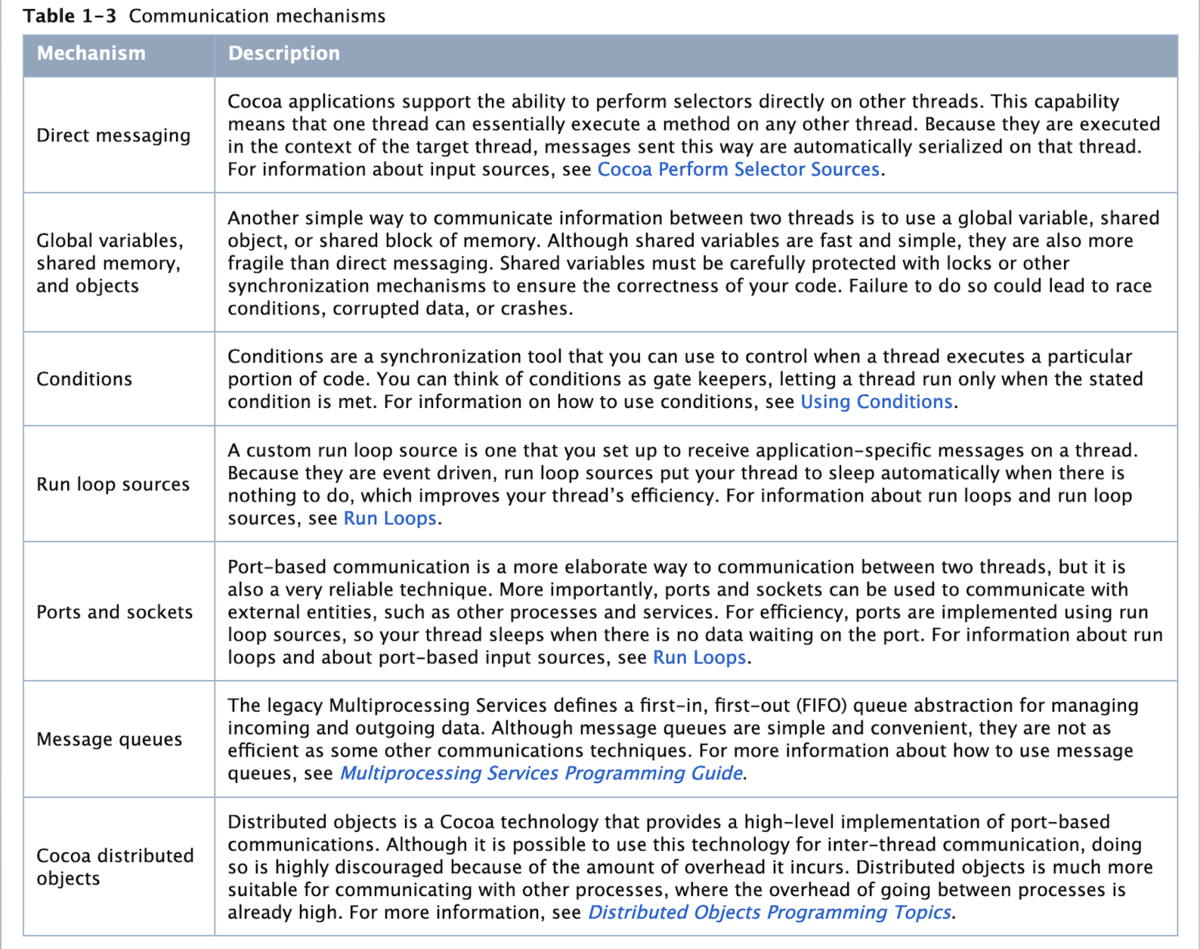 Table 1-3 Communication mechanisms
Mechanism
Description
Direct messaging
Cocoa applications support the ability to perform selectors directly on other threads. This capability
means that one thread can essentially execute a method on any other thread. Because they are executed
in the context of the target thread, messages sent this way are automatically serialized on that thread.
For information about input sources, see Cocoa Perform Selector Sources.
Global variables,
shared memory,
and objects
Another simple way to communicate information between two threads is to use a global variable, shared
object, or shared block of memory. Although shared variables are fast and simple, they are also more
fragile than direct messaging. Shared variables must be carefully protected with locks or other
synchronization mechanisms to ensure the correctness of your code. Failure to do so could lead to race
conditions, corrupted data, or crashes.
Conditions
Conditions are a synchronization tool that you can use to control when a thread executes a particular
portion of code. You can think of conditions as gate keepers, letting a thread run only when the stated
condition is met. For information on how to use conditions, see Using Conditions.
Run loop sources
A custom run loop source is one that you set up to receive application-specific messages on a thread.
Because they are event driven, run loop sources put your thread to sleep automatically when there is
nothing to do, which improves your thread’s efficiency. For information about run loops and run loop
sources, see Run Loops.
Ports and sockets
Port-based communication is a more elaborate way to communication between two threads, but it is
also a very reliable technique. More importantly, ports and sockets can be used to communicate with
external entities, such as other processes and services. For efficiency, ports are implemented using run
loop sources, so your thread sleeps when there is no data waiting on the port. For information about run
loops and about port-based input sources, see Run Loops.
Message queues
The legacy Multiprocessing Services defines a first-in, first-out (FIFO) queue abstraction for managing
incoming and outgoing data. Although message queues are simple and convenient, they are not as
efficient as some other communications techniques. For more information about how to use message
queues, see Multiprocessing Services Programming Guide.
Cocoa distributed
objects
Distributed objects is a Cocoa technology that provides a high-level implementation of port-based
communications. Although it is possible to use this technology for inter-thread communication, doing
so is highly discouraged because of the amount of overhead it incurs. Distributed objects is much more
suitable for communicating with other processes, where the overhead of going between processes is
already high. For more information, see Distributed Objects Programming Topics.